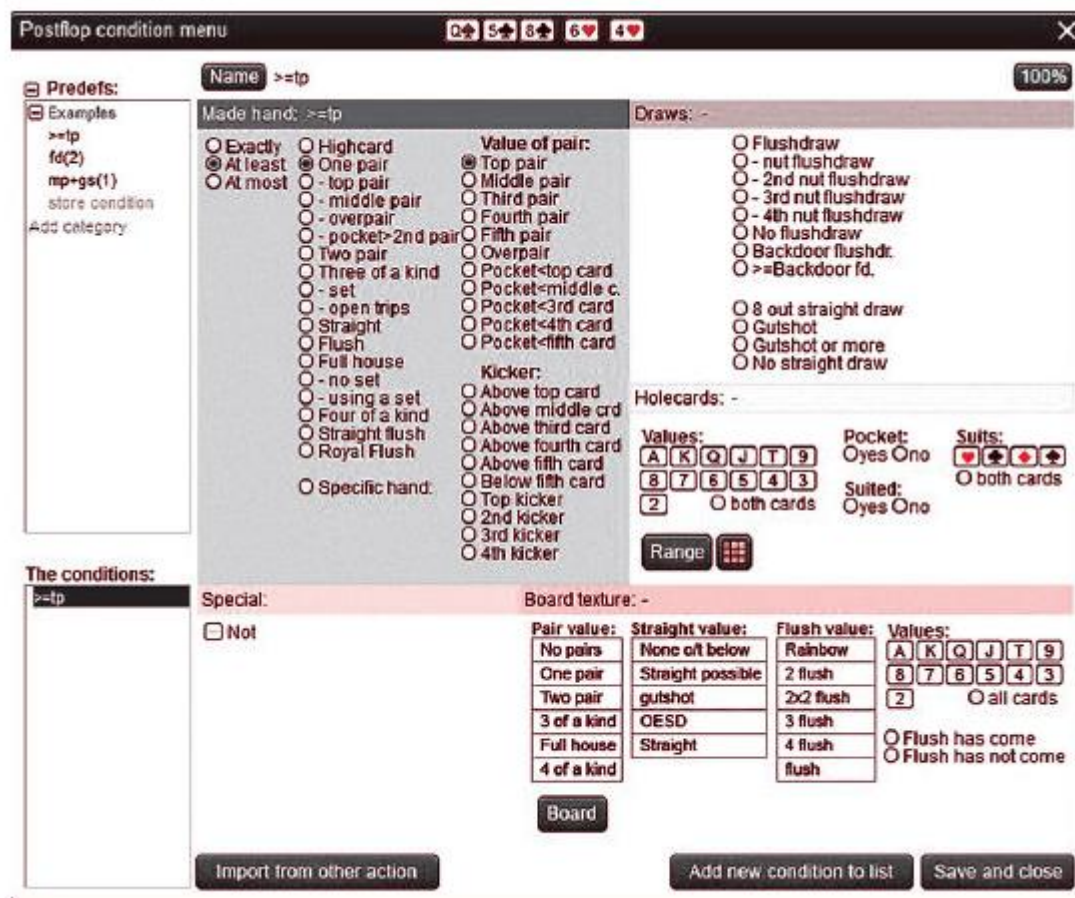 Postflop condition menu Q♣ 5♣ 8♣ 6♥ 4♥ ×
Name >=tp 100%
Predefs:
Examples
>=tp
fd(2)
mp+gs(1)
store condition
Add category
The conditions:
>=tp
Made hand: >=tp
Exactly
At least
At most
Highcard
One pair
- top pair
- middle pair
- overpair
- pocket>2nd pair
Two pair
Three of a kind
- set
- open trips
Straight
Flush
Full house
- no set
- using a set
Four of a kind
Straight flush
Royal Flush
Specific hand:
Value of pair:
Top pair
Middle pair
Third pair
Fourth pair
Fifth pair
Overpair
Pocket<top card
Pocket<middle c.
Pocket<3rd card
Pocket<4th card
Pocket<fifth card
Kicker:
Above top card
Above middle crd
Above third card
Above fourth card
Above fifth card
Below fifth card
Top kicker
2nd kicker
3rd kicker
4th kicker
Draws: -
Flushdraw
- nut flushdraw
- 2nd nut flushdraw
- 3rd nut flushdraw
- 4th nut flushdraw
No flushdraw
Backdoor flushdr.
>=Backdoor fd.
8 out straight draw
Gutshot
Gutshot or more
No straight draw
Holecards: -
Values:
A K Q J T 9
8 7 6 5 4 3
2 both cards
Pocket:
yes no
Suited:
yes no
Suits:
both cards
Range
Special:
Not
Board texture: -
Pair value:
No pairs
One pair
Two pair
3 of a kind
Full house
4 of a kind
Straight value:
None o/t below
Straight possible
gutshot
OESD
Straight
Flush value:
Rainbow
2 flush
2x2 flush
3 flush
4 flush
flush
Values:
A K Q J T 9
8 7 6 5 4 3
2 all cards
Flush has come
Flush has not come
Board
Import from other action
Add new condition to list
Save and close